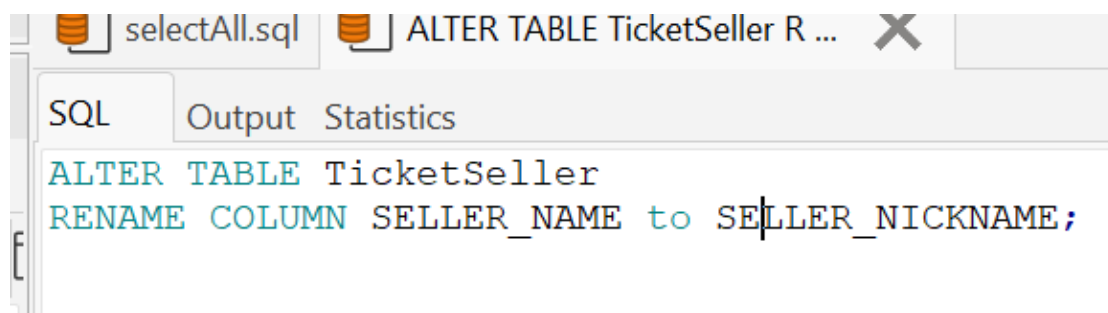 selectAll.sql
ALTER TABLE TicketSeller R ...
SQL Output Statistics
ALTER TABLE TicketSeller
RENAME COLUMN SELLER_NAME to SELLER_NICKNAME;